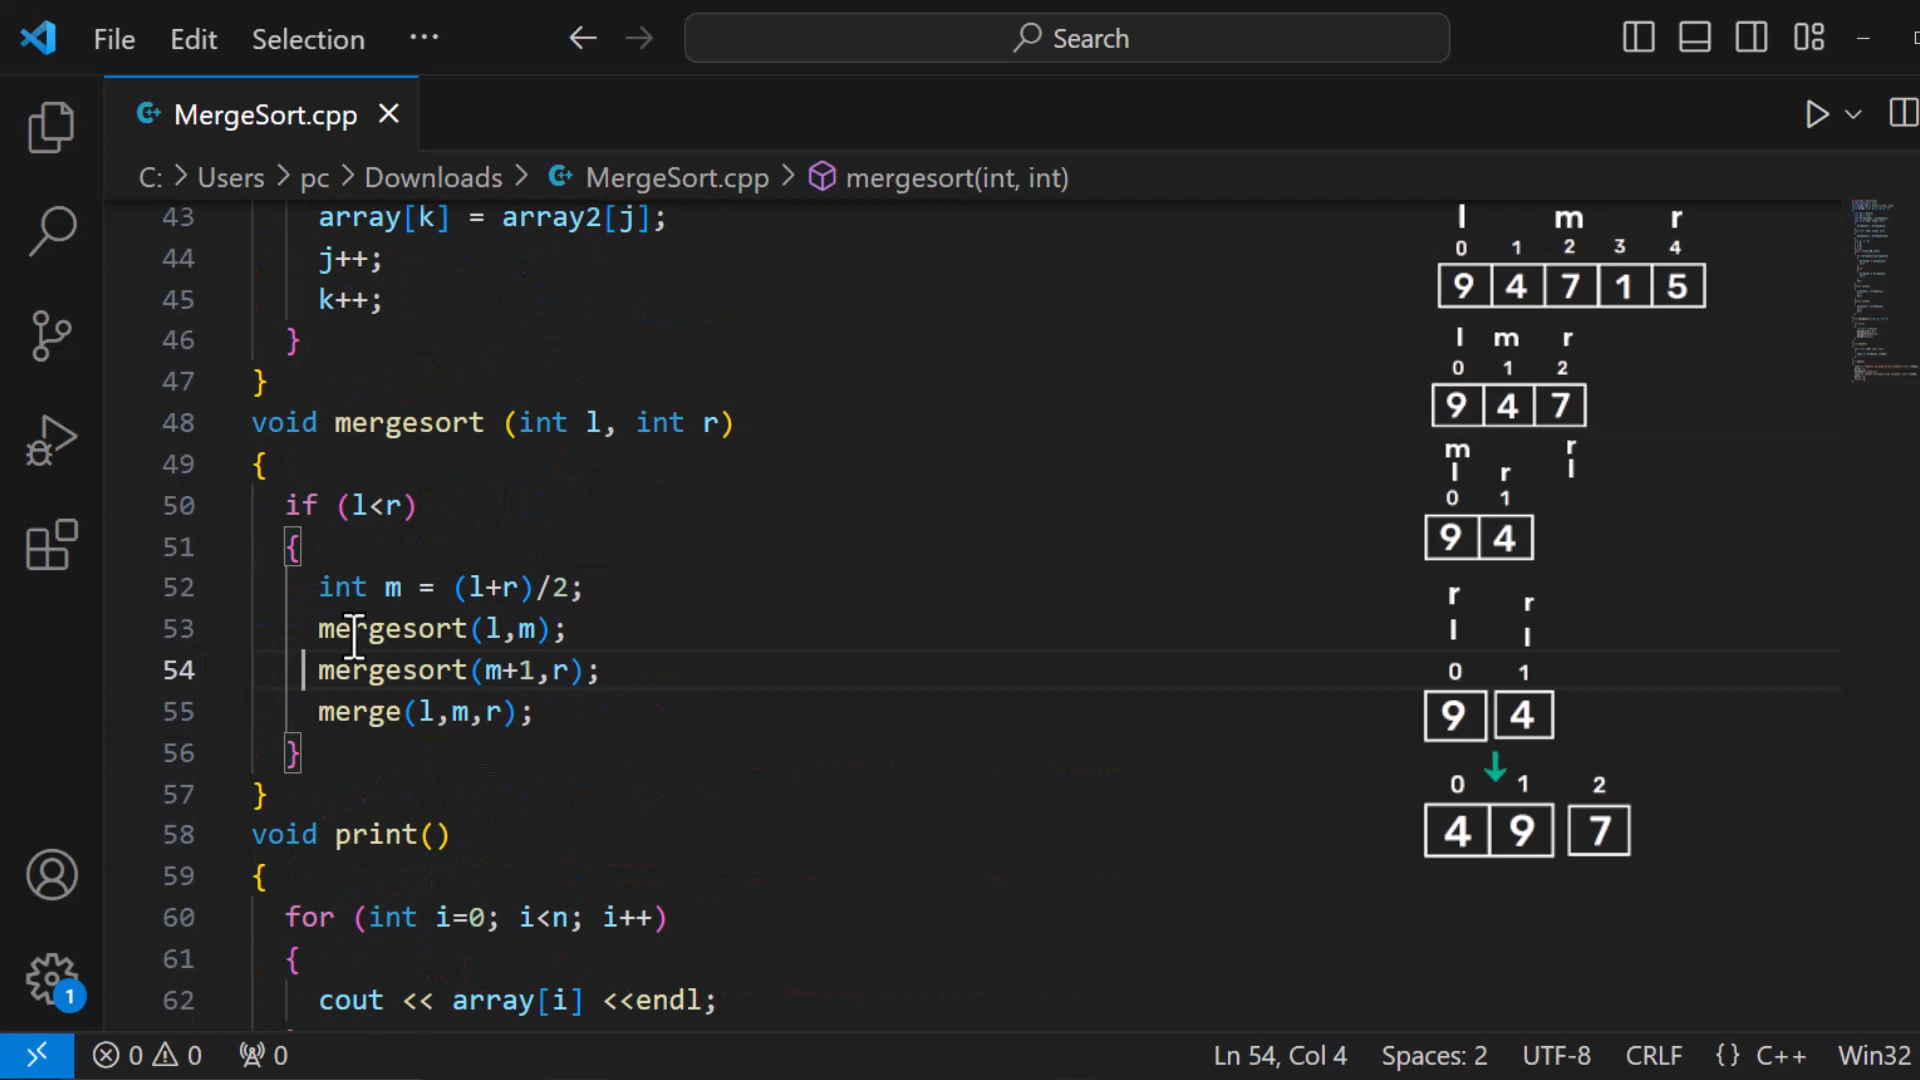 File Edit Selection ··· Search
MergeSort.cpp
C: > Users > pc > Downloads > MergeSort.cpp > mergesort(int, int)
43 array[k] = array2[j];
44 j++;
45 k++;
46 }
47 }
48 void mergesort (int l, int r)
49 {
50 if (l<r)
51 {
52 int m = (l+r)/2;
53 mergesort(l,m);
54 mergesort(m+1,r);
55 merge(l,m,r);
56 }
57 }
58 void print()
59 {
60 for (int i=0; i<n; i++)
61 {
62 cout << array[i] <<endl;
l m r
0 1 2 3 4
9 4 7 1 5
l m r
0 1 2
9 4 7
m r
l r l
0 1
9 4
r r
l l
0 1
9 4
0 1 2
4 9 7
1
0 0 0 Ln 54, Col 4 Spaces: 2 UTF-8 CRLF {} C++ Win32